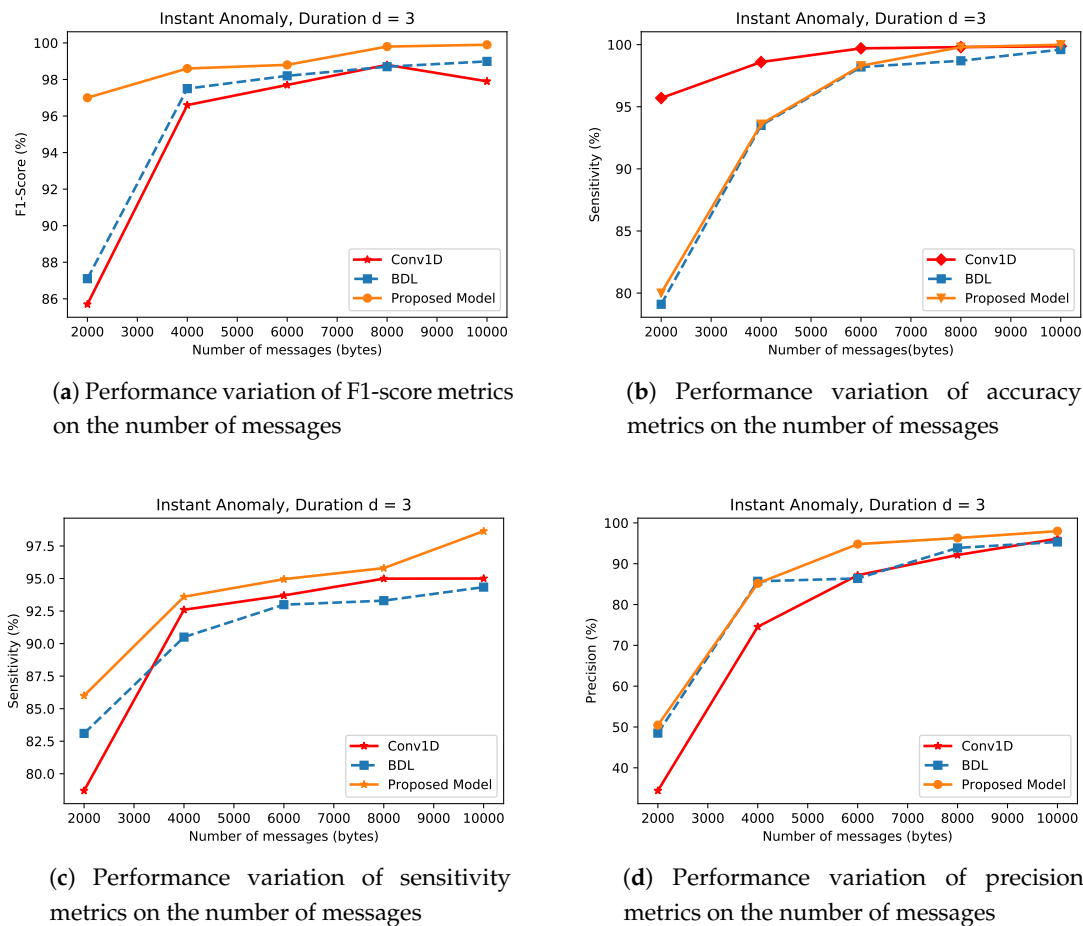 Instant Anomaly, Duration d = 3
100
98
96
94
92
90
88
86
F1-Score (%)
Conv1D
BDL
Proposed Model
2000 3000 4000 5000 6000 7000 8000 9000 10000
Number of messages (bytes)
(a) Performance variation of F1-score metrics
on the number of messages
Instant Anomaly, Duration d =3
100
95
90
85
80
Sensitivity (%)
Conv1D
BDL
Proposed Model
2000 3000 4000 5000 6000 7000 8000 9000 10000
Number of messages(bytes)
(b) Performance variation of accuracy
metrics on the number of messages
Instant Anomaly, Duration d = 3
97.5
95.0
92.5
90.0
87.5
85.0
82.5
80.0
Sensitivity (%)
Conv1D
BDL
Proposed Model
2000 3000 4000 5000 6000 7000 8000 9000 10000
Number of messages (bytes)
(c) Performance variation of sensitivity
metrics on the number of messages
Instant Anomaly, Duration d = 3
100
90
80
70
60
50
40
Precision (%)
Conv1D
BDL
Proposed Model
2000 3000 4000 5000 6000 7000 8000 9000 10000
Number of messages (bytes)
(d) Performance variation of precision
metrics on the number of messages